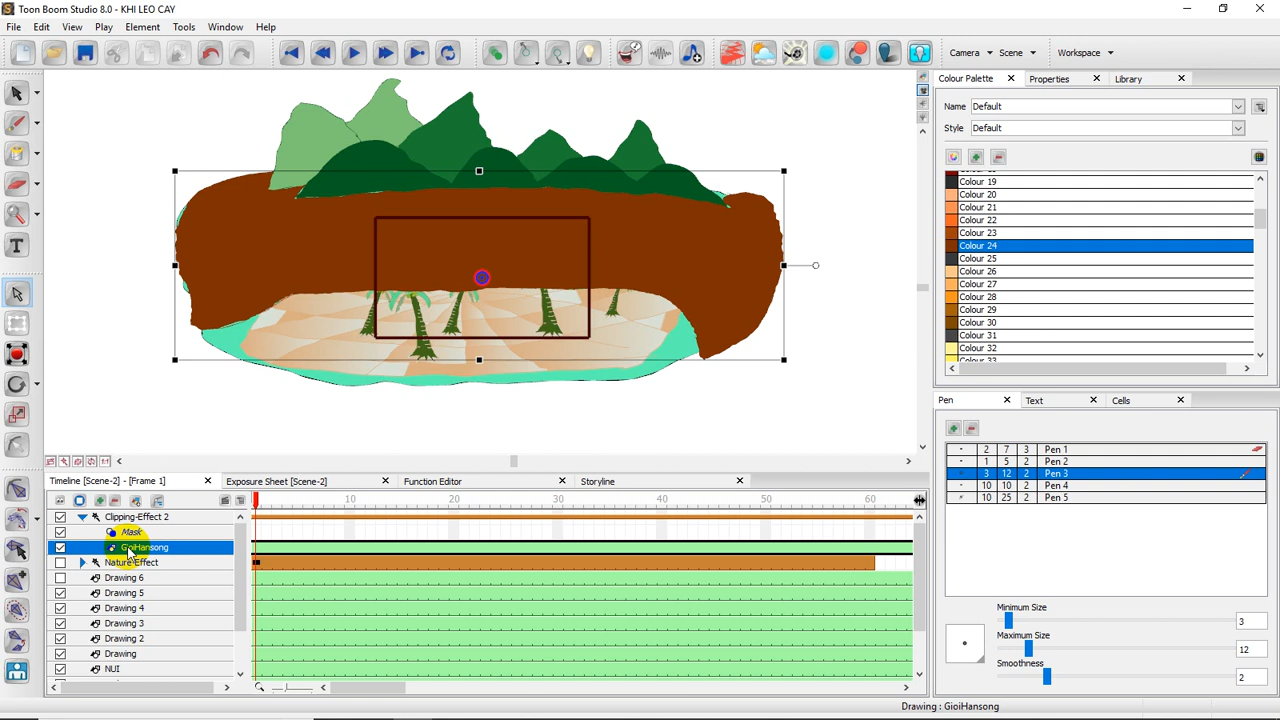 Toon Boom Studio 8.0 - KHI LEO CAY
File Edit View Play Element Tools Window Help
Camera Scene Workspace
Colour Palette Properties Library
Name Default
Style Default
Colour 19
Colour 20
Colour 21
Colour 22
Colour 23
Colour 24
Colour 25
Colour 26
Colour 27
Colour 28
Colour 29
Colour 30
Colour 31
Colour 32
Pen Text Cells
- 2 7 3 Pen 1
- 1 5 2 Pen 2
3 12 2 Pen 3
- 10 10 2 Pen 4
10 25 2 Pen 5
Minimum Size
3
Maximum Size
12
Smoothness
2
Timeline [Scene-2] - [Frame 1] Exposure Sheet [Scene-2] Function Editor Storyline
10 20 30 40 50 60
Clipping-Effect 2
Mask
GioiHansong
Nature-Effect
Drawing 6
Drawing 5
Drawing 4
Drawing 3
Drawing 2
Drawing
NUI
Drawing : GioiHansong